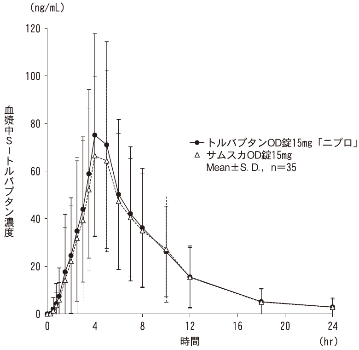 (ng/mL)
120
100
80
60
40
20
0
血漿中S-トルバプタン濃度
トルバプタンOD錠15mg「ニプロ」
サムスカOD錠15mg
Mean±S.D., n=35
0 4 8 12 16 20 24
時間 (hr)